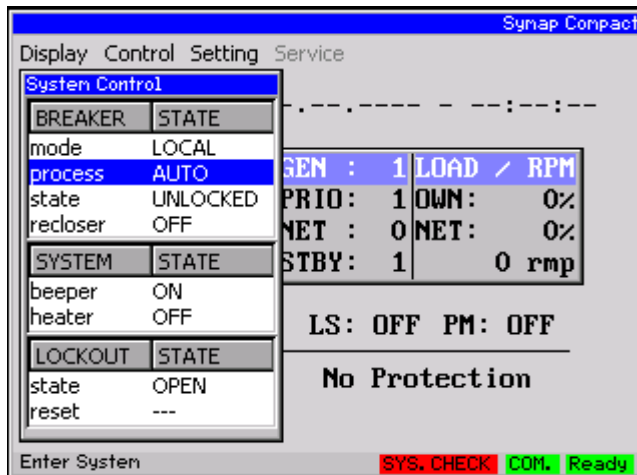 Synap Compact
Display Control Setting Service
System Control
BREAKER STATE
mode LOCAL
process AUTO
state UNLOCKED
recloser OFF
SYSTEM STATE
beeper ON
heater OFF
LOCKOUT STATE
state OPEN
reset ---
-.--.---- - --:--:--
GEN : 1 LOAD / RPM
PRIO: 1 OWN: 0%
NET : 0 NET: 0%
STBY: 1 0 rmp
LS: OFF PM: OFF
No Protection
Enter System SYS.CHECK COM. Ready